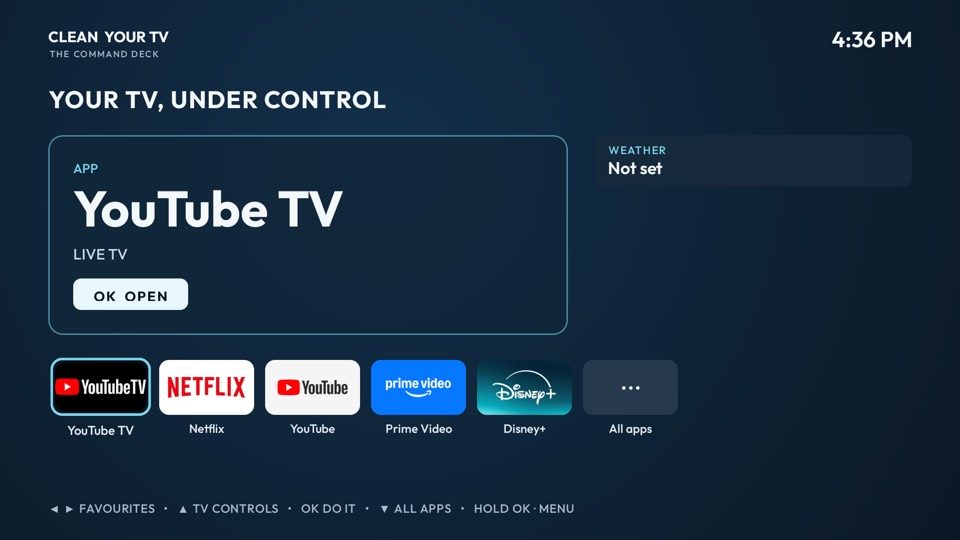 CLEAN YOUR TV
THE COMMAND DECK
4:36 PM
YOUR TV, UNDER CONTROL
APP
YouTube TV
LIVE TV
OK OPEN
WEATHER
Not set
YouTubeTV
NETFLIX
YouTube
prime video
Disney+
...
YouTube TV
Netflix
YouTube
Prime Video
Disney+
All apps
◄ ► FAVOURITES • ▲ TV CONTROLS • OK DO IT • ▼ ALL APPS • HOLD OK · MENU